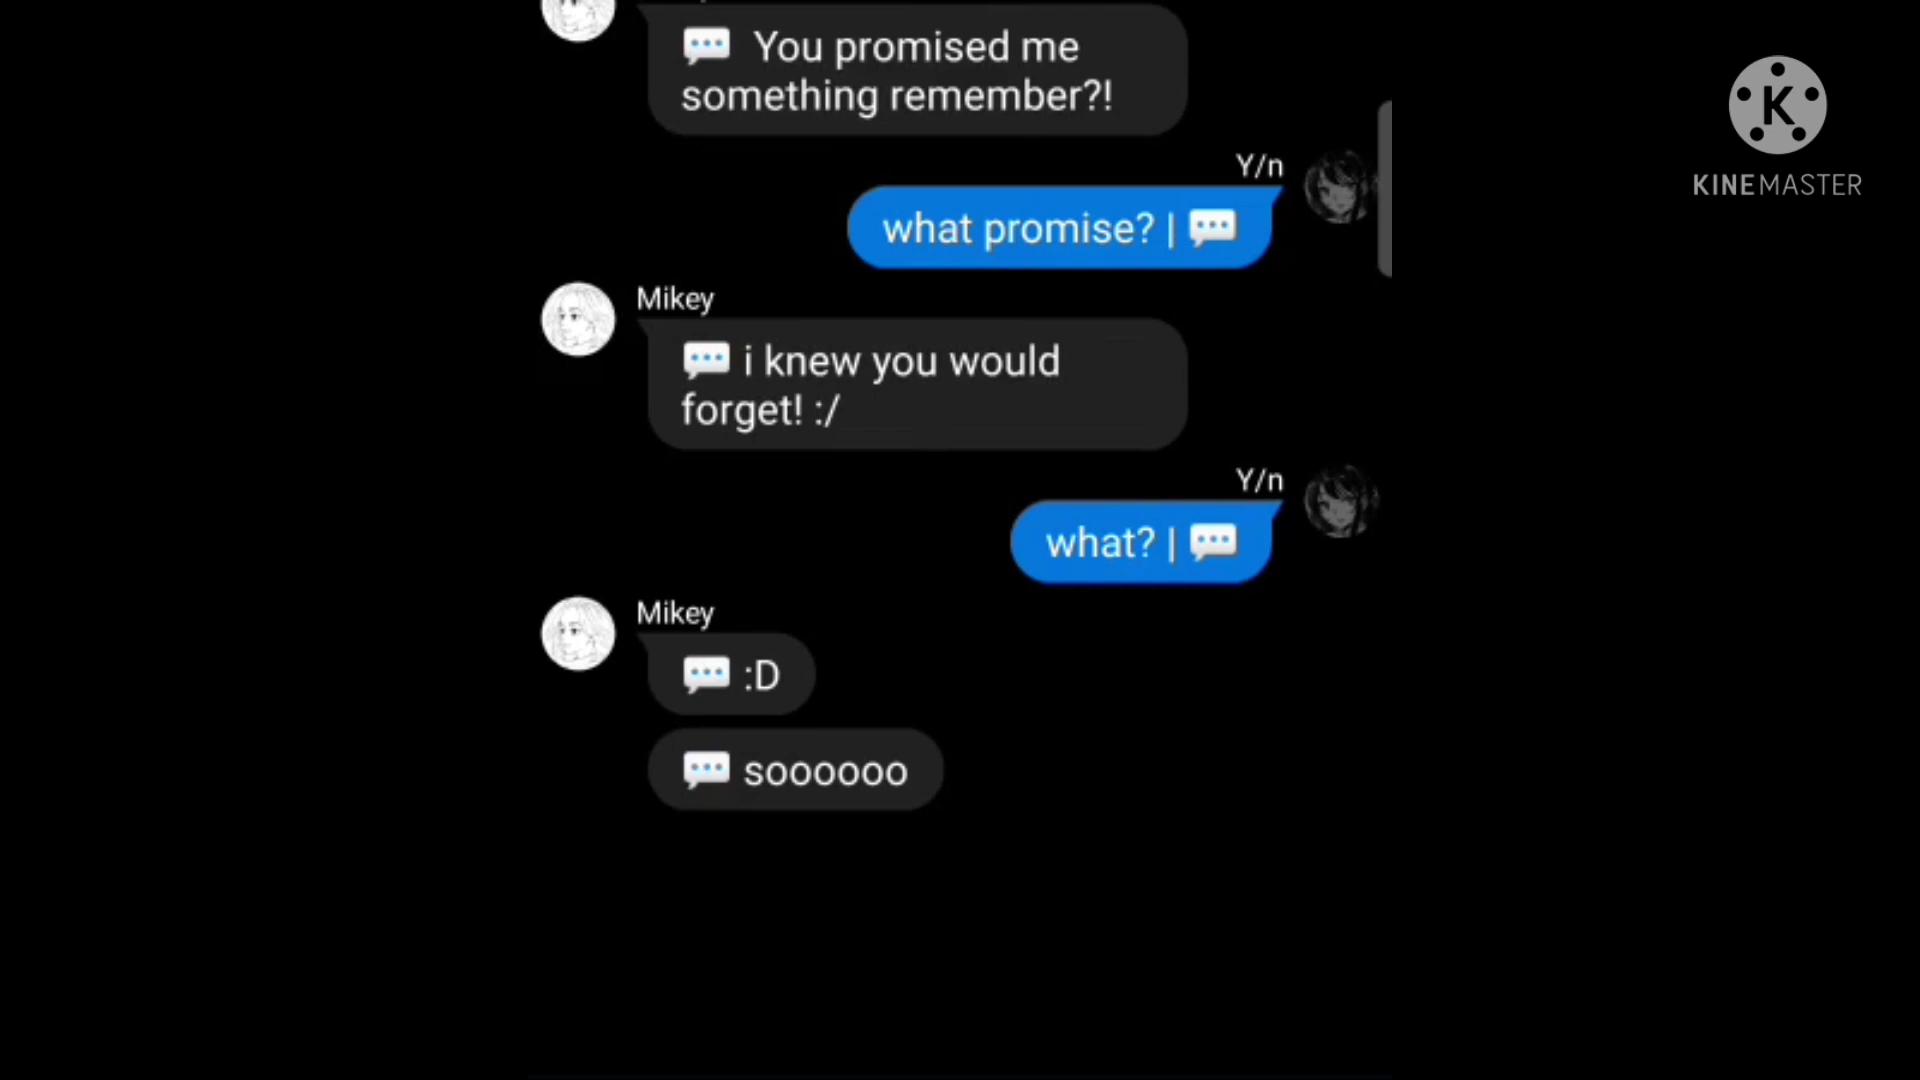 💬 You promised me
something remember?!
Y/n
what promise? | 💬
Mikey
💬 i knew you would
forget! :/
Y/n
what? | 💬
Mikey
💬 :D
💬 soooooo
K
KINEMASTER